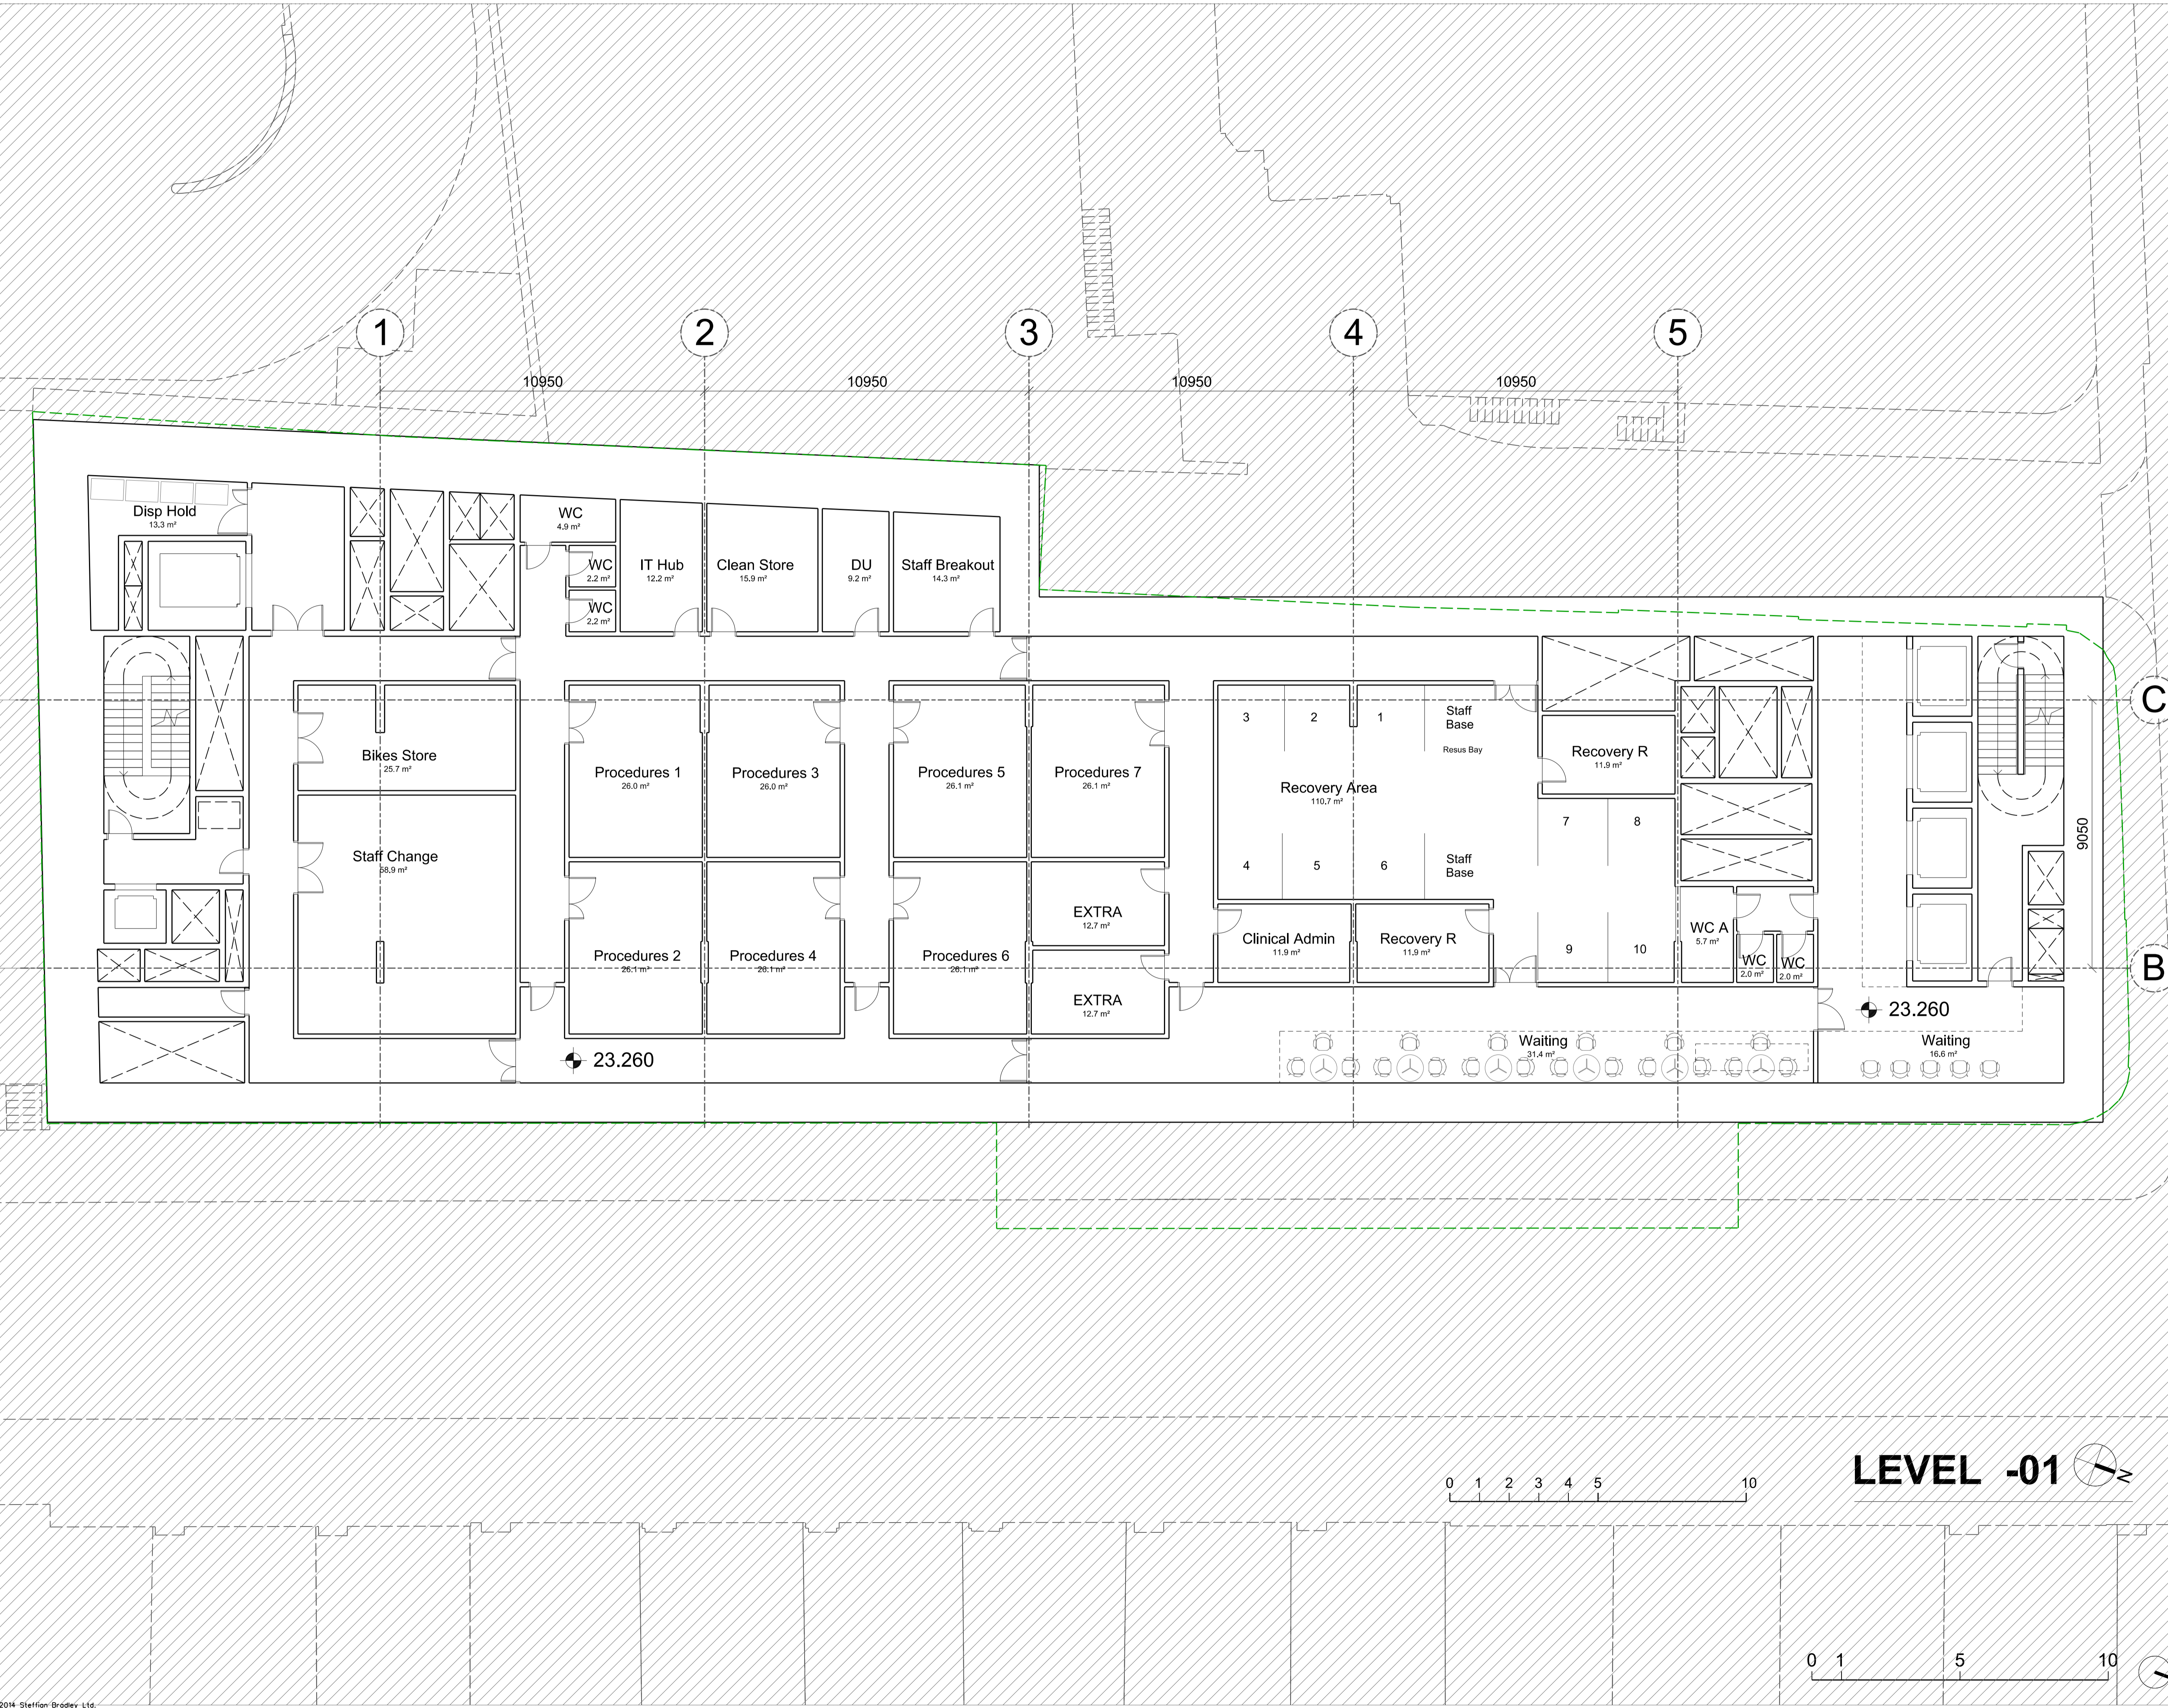 1
2
3
4
5
10950
10950
10950
10950
Disp Hold
13.3 m²
WC
4.9 m²
WC
2.2 m²
WC
2.2 m²
IT Hub
12.2 m²
Clean Store
15.9 m²
DU
9.2 m²
Staff Breakout
14.3 m²
C
Bikes Store
25.7 m²
Procedures 1
26.0 m²
Procedures 3
26.0 m²
Procedures 5
26.1 m²
Procedures 7
26.1 m²
3
2
1
Staff
Base
Resus Bay
Recovery Area
110.7 m²
Recovery R
11.9 m²
7
8
9050
Staff Change
58.9 m²
4
5
6
Staff
Base
EXTRA
12.7 m²
Procedures 2
26.1 m²
Procedures 4
26.1 m²
Procedures 6
26.1 m²
Clinical Admin
11.9 m²
Recovery R
11.9 m²
9
10
WC A
5.7 m²
WC
2.0 m²
WC
2.0 m²
B
EXTRA
12.7 m²
23.260
23.260
Waiting
31.4 m²
Waiting
16.6 m²
LEVEL -01
N
0 1 2 3 4 5 10
0 1 5 10
2014 Steffian Bradley Ltd.